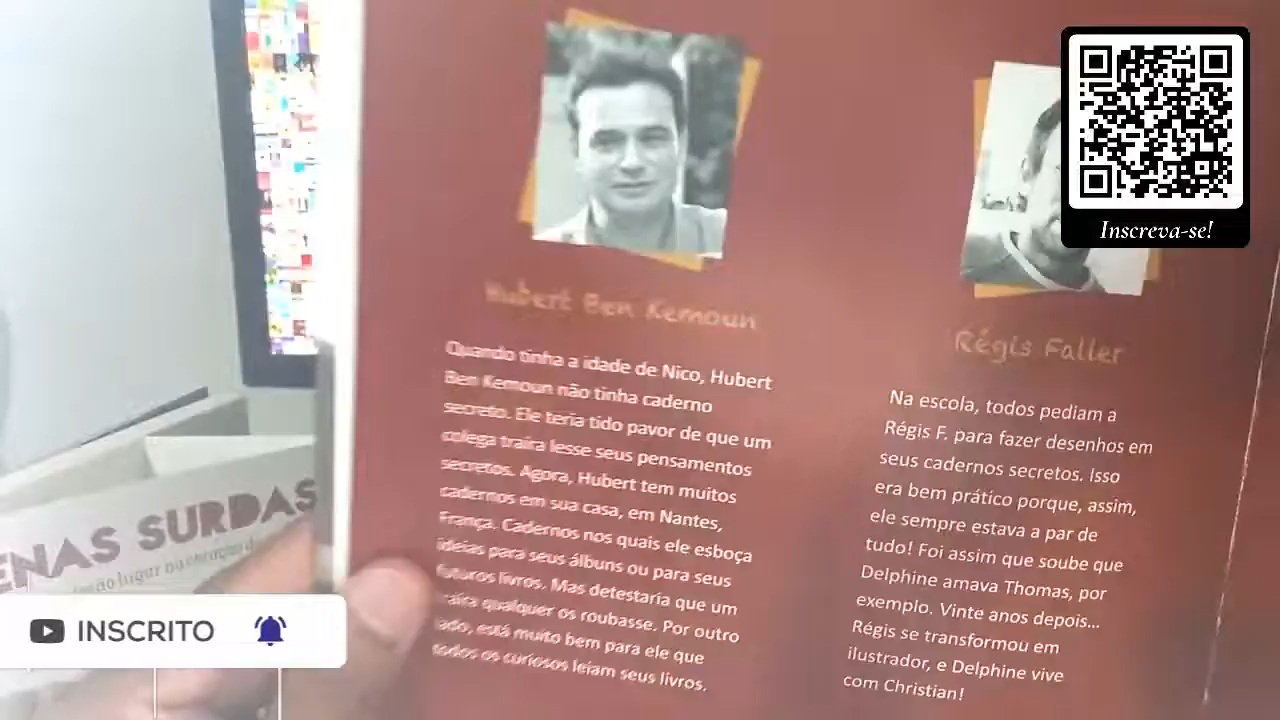 Inscreva-se!
Hubert Ben Kemoun
Quando tinha a idade de Nico, Hubert
Ben Kemoun não tinha caderno
secreto. Ele teria tido pavor de que um
colega traíra lesse seus pensamentos
secretos. Agora, Hubert tem muitos
cadernos em sua casa, em Nantes,
França. Cadernos nos quais ele esboça
ideias para seus álbuns ou para seus
futuros livros. Mas detestaria que um
qualquer os roubasse. Por outro
ado, está muito bem para ele que
todos os curiosos leiam seus livros.
Régis Faller
Na escola, todos pediam a
Régis F. para fazer desenhos em
seus cadernos secretos. Isso
era bem prático porque, assim,
ele sempre estava a par de
tudo! Foi assim que soube que
Delphine amava Thomas, por
exemplo. Vinte anos depois...
Régis se transformou em
ilustrador, e Delphine vive
com Christian!
ENAS SURDAS
INSCRITO